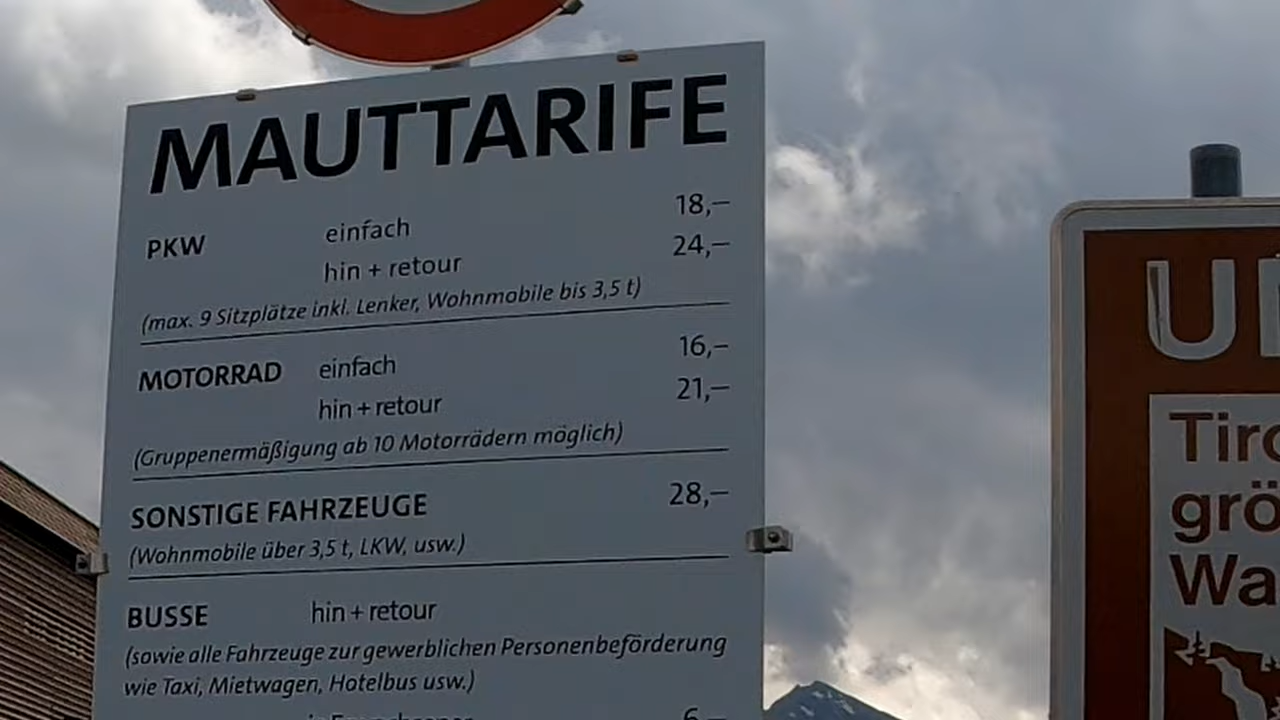 MAUTTARIFE
PKW einfach 18,–
hin + retour 24,–
(max. 9 Sitzplätze inkl. Lenker, Wohnmobile bis 3,5 t)
MOTORRAD einfach 16,–
hin + retour 21,–
(Gruppenermäßigung ab 10 Motorrädern möglich)
SONSTIGE FAHRZEUGE 28,–
(Wohnmobile über 3,5 t, LKW, usw.)
BUSSE hin + retour
(sowie alle Fahrzeuge zur gewerblichen Personenbeförderung
wie Taxi, Mietwagen, Hotelbus usw.)
6,–
U
Tiro
grö
Wa